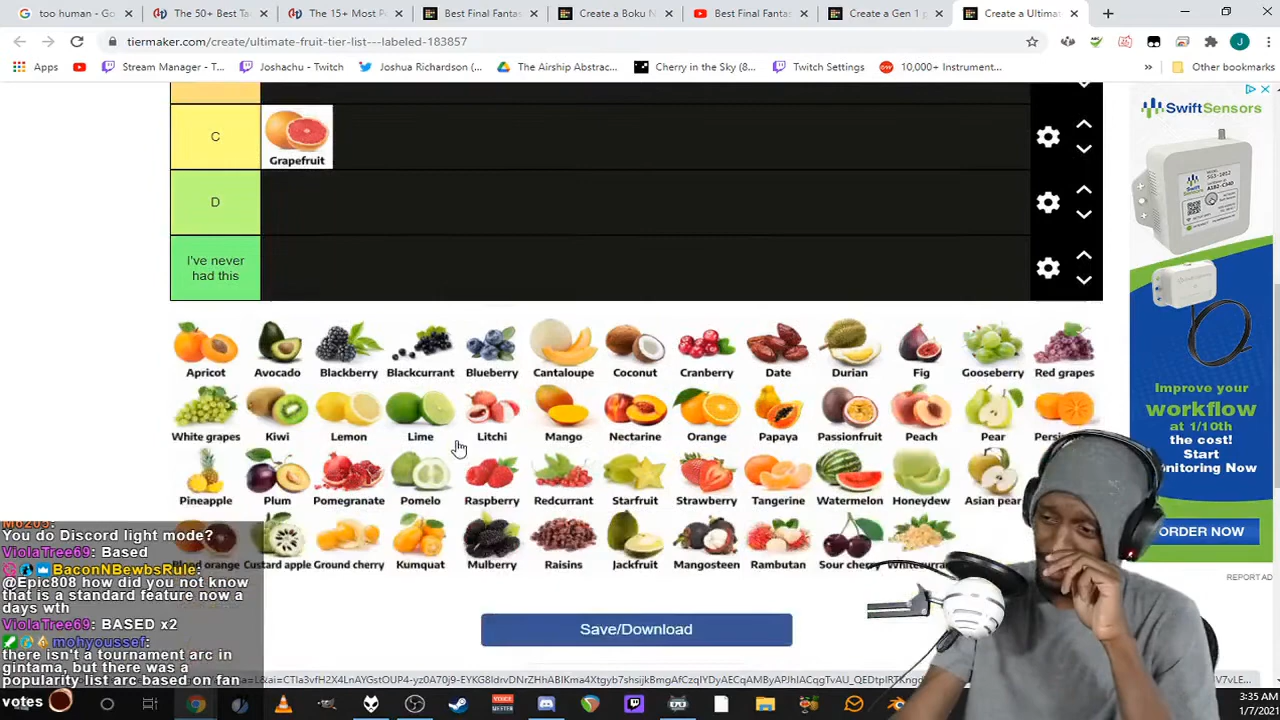 too human - Go
The 50+ Best Ta
The 15+ Most P
Best Final Fantas
Create a Boku N
Best Final Fantas
Create a Gen 1 p
Create a Ultimat
tiermaker.com/create/ultimate-fruit-tier-list---labeled-183857
Apps
Stream Manager - T...
Joshachu - Twitch
Joshua Richardson (...
The Airship Abstrac...
Cherry in the Sky (8...
Twitch Settings
10,000+ Instrument...
Other bookmarks
C
Grapefruit
D
I've never
had this
Apricot Avocado Blackberry Blackcurrant Blueberry Cantaloupe Coconut Cranberry Date Durian Fig Gooseberry Red grapes
White grapes Kiwi Lemon Lime Litchi Mango Nectarine Orange Papaya Passionfruit Peach Pear
Pineapple Plum Pomegranate Pomelo Raspberry Redcurrant Starfruit Strawberry Tangerine Watermelon Honeydew Asian pear
orange Custard apple Ground cherry Kumquat Mulberry Raisins Jackfruit Mangosteen Rambutan Sour cherry
Save/Download
SwiftSensors
Improve your
workflow
at 1/10th
the cost!
Start
Now
ORDER NOW
REPORT AD
You do Discord light mode?
ViolaTree69: Based
BaconNBewbsRule:
@Epic808 how did you not know
that is a standard feature now a
days wth
ViolaTree69: BASED x2
mohyoussef:
there isn't a tournament arc in
gintama, but there was a
popularity list arc based on fan
votes
VOICE
MEETER
3:35 AM
1/7/2021